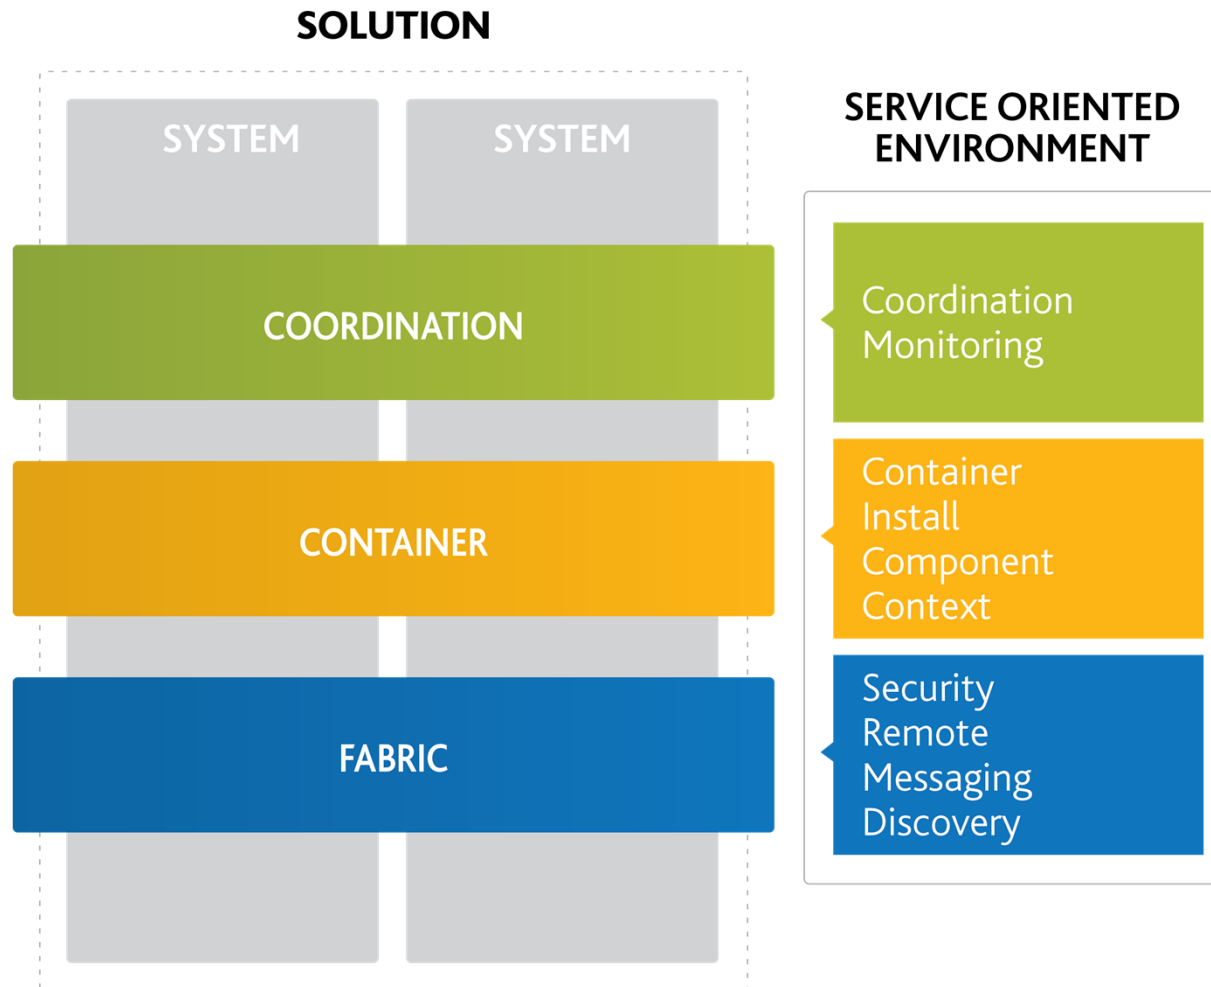 SOLUTION
SYSTEM
SYSTEM
COORDINATION
CONTAINER
FABRIC
SERVICE ORIENTED
ENVIRONMENT
Coordination
Monitoring
Container
Install
Component
Context
Security
Remote
Messaging
Discovery